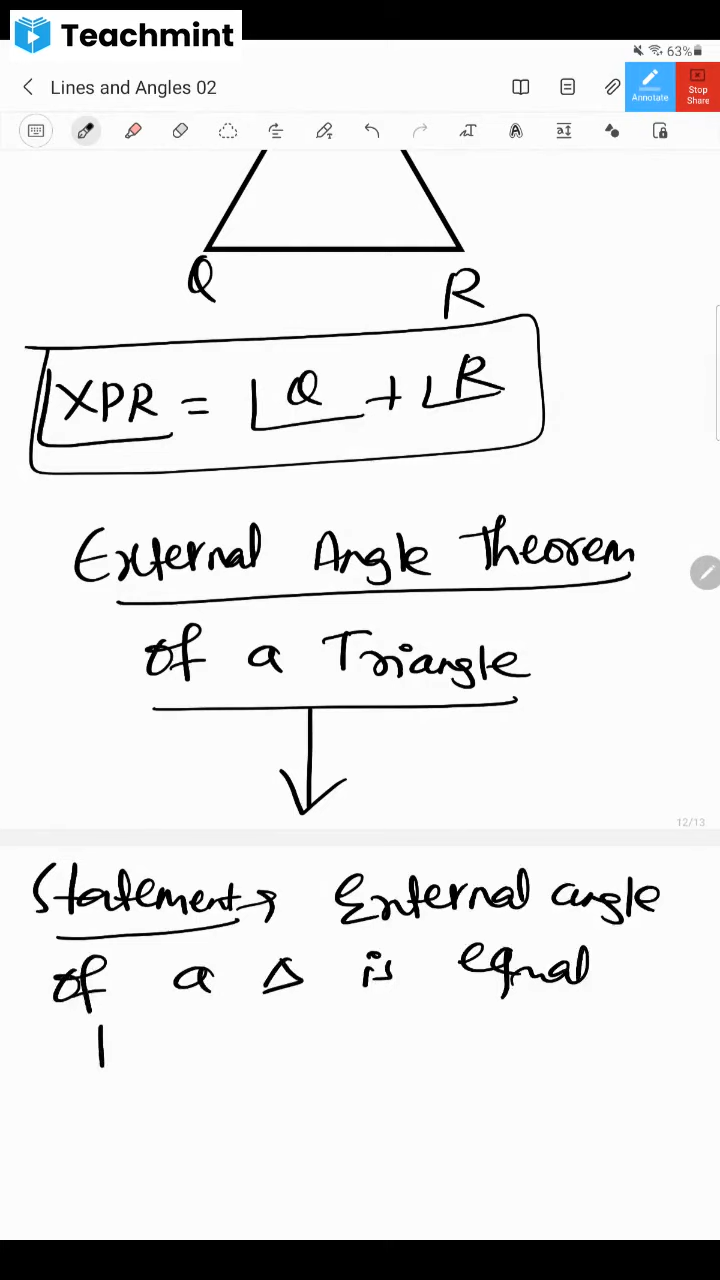 Teachmint
63%
Lines and Angles 02
Annotate
Stop
Share
Q
R
∠XPR = ∠Q + ∠R
External Angle Theorem
of a Triangle
12/13
Statement → External angle
of a Δ is equal